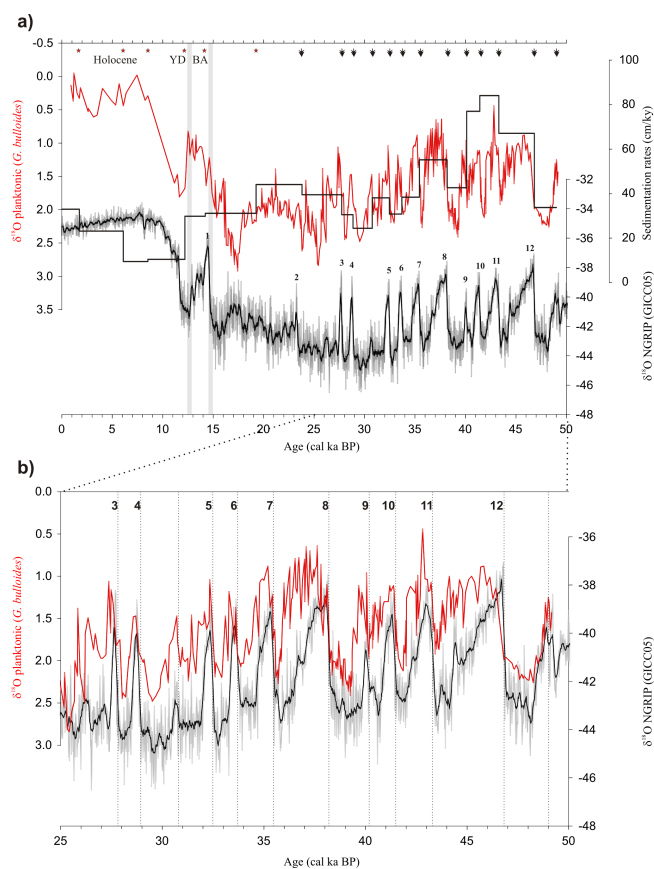 a)
-0.5
0.0
0.5
1.0
1.5
2.0
2.5
3.0
3.5
δ¹⁸O planktonic (G. bulloides)
Holocene YD BA
100
80
60
40
20
0
Sedimentation rates (cm/ky)
-32
-34
-36
-38
-40
-42
-44
-46
-48
δ¹⁸O NGRIP (GICC05)
1 2 3 4 5 6 7 8 9 10 11 12
0 5 10 15 20 25 30 35 40 45 50
Age (cal ka BP)
b)
0.0
0.5
1.0
1.5
2.0
2.5
3.0
δ¹⁸O planktonic (G. bulloides)
3 4 5 6 7 8 9 10 11 12
-36
-38
-40
-42
-44
-46
-48
δ¹⁸O NGRIP (GICC05)
25 30 35 40 45 50
Age (cal ka BP)